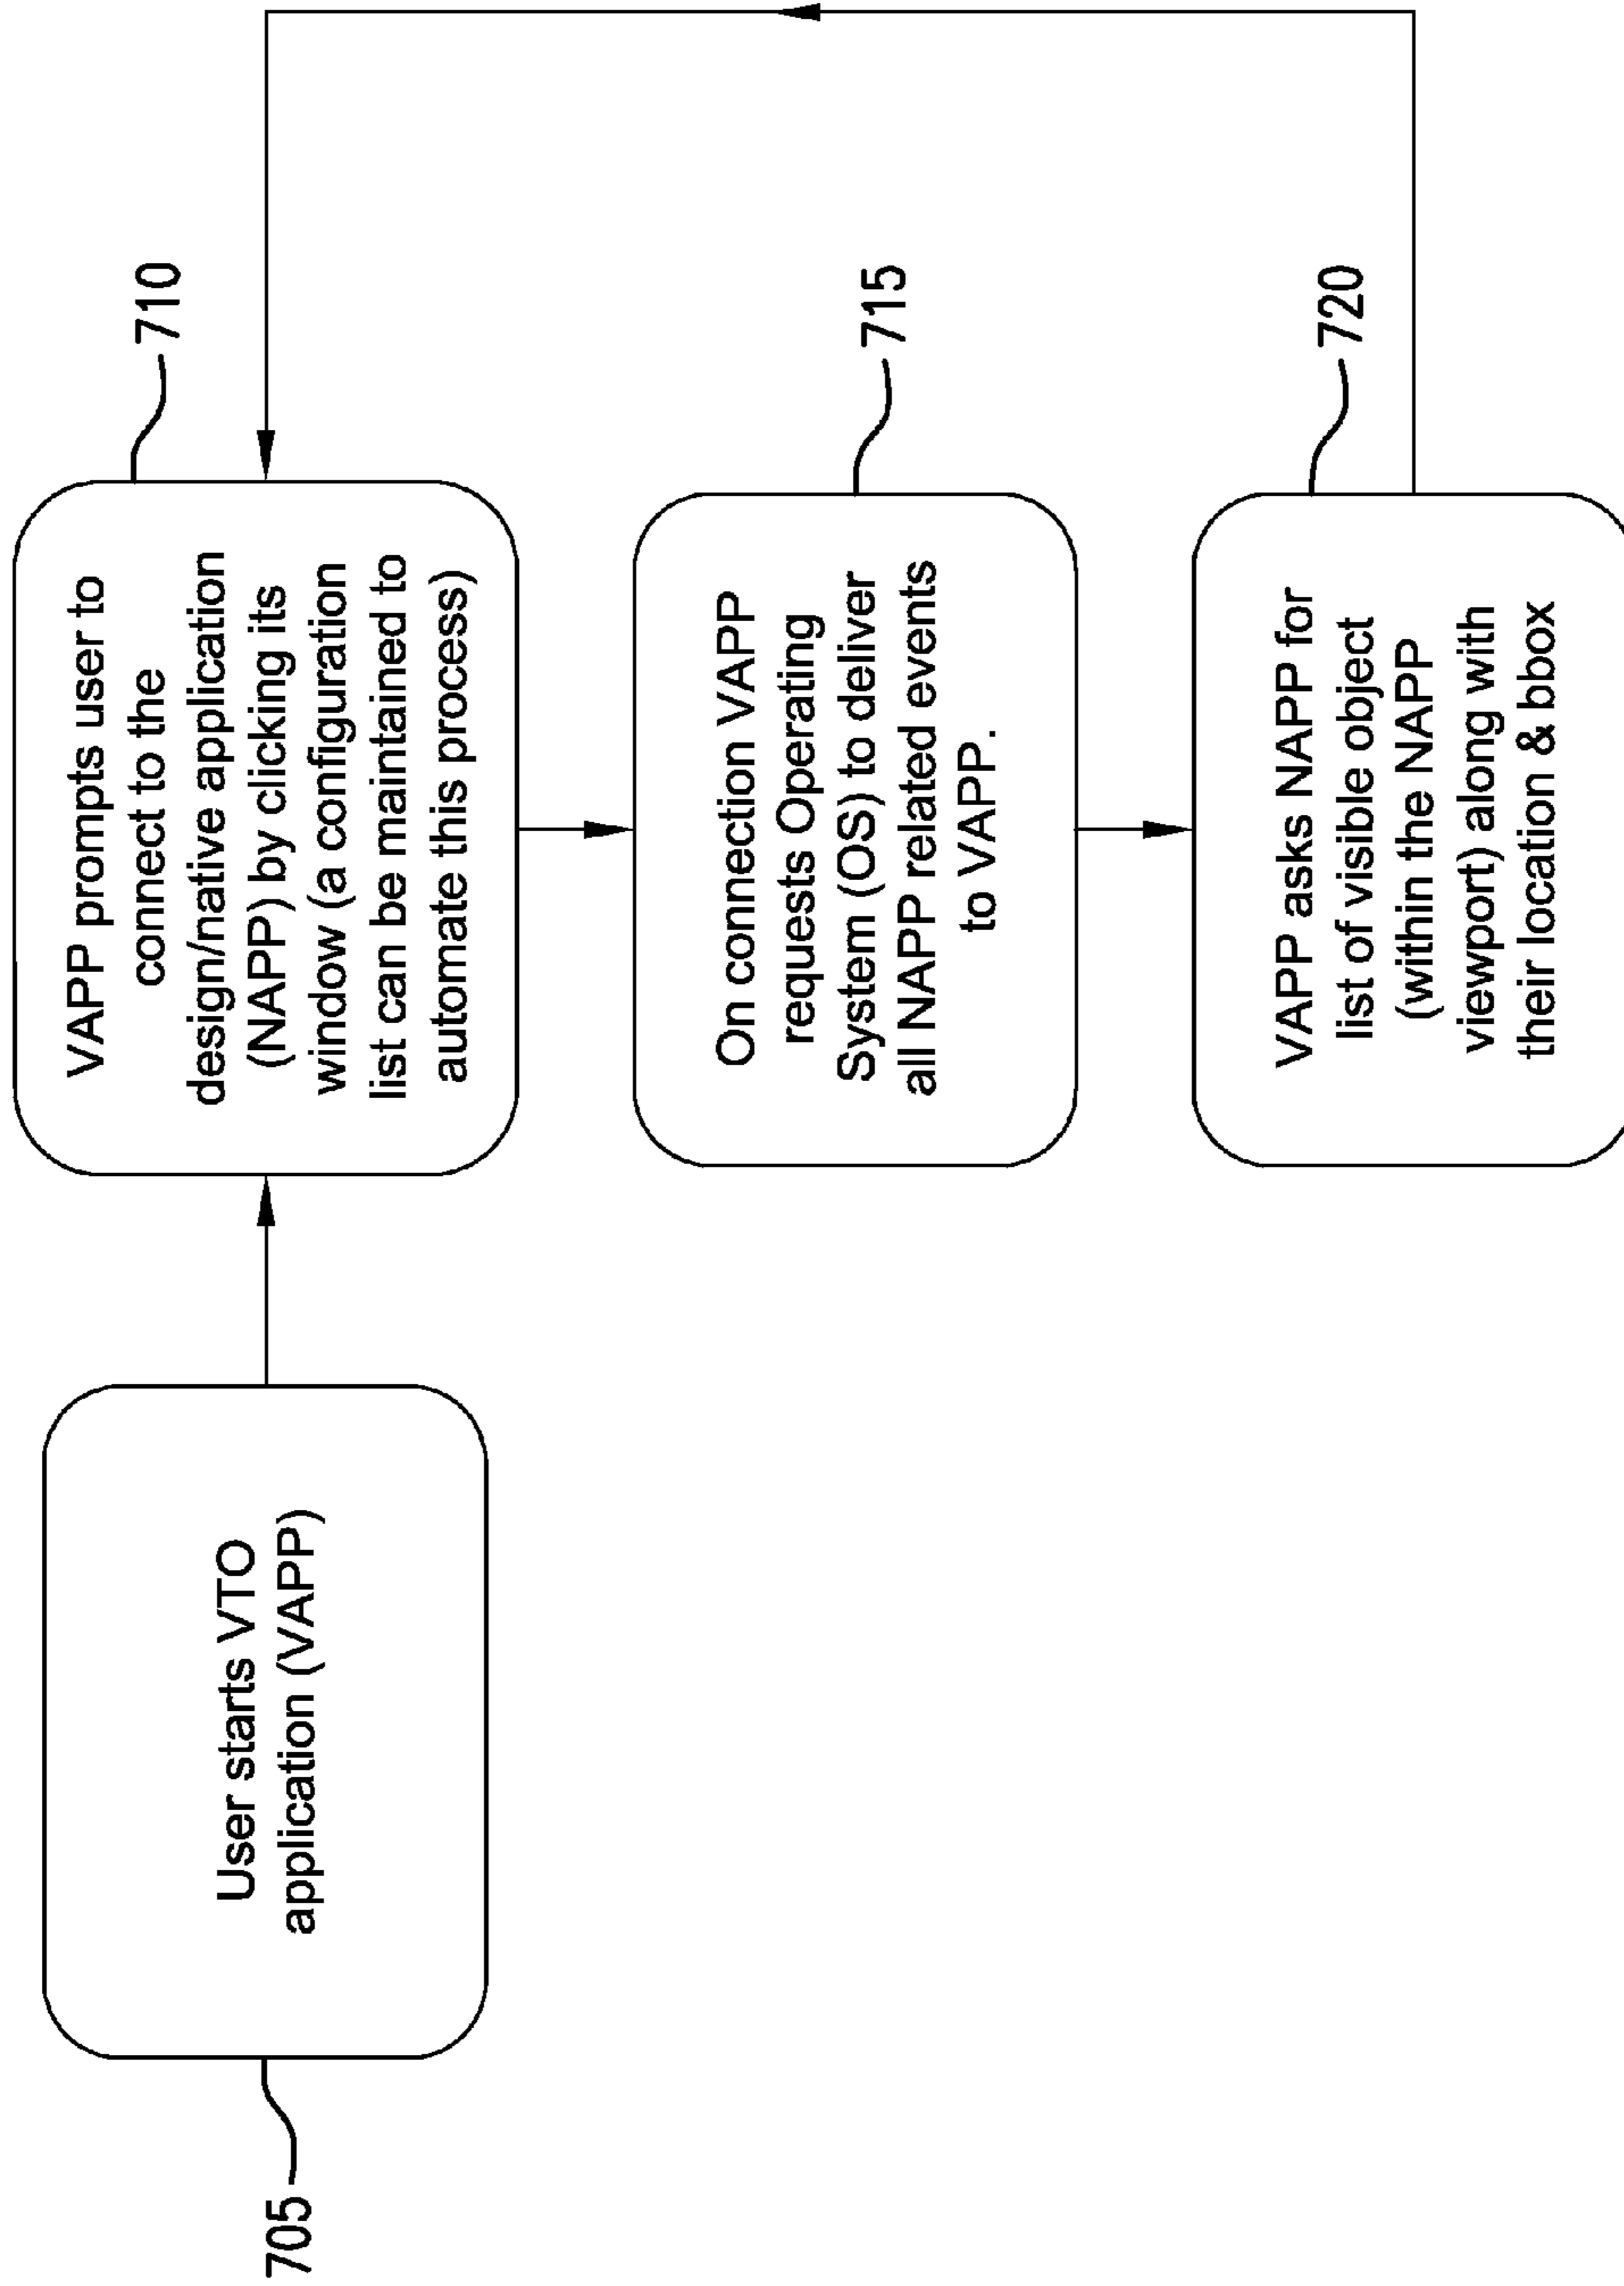 705
User starts VTO
application (VAPP)
710
VAPP prompts user to
connect to the
design/native application
(NAPP) by clicking its
window (a configuration
list can be maintained to
automate this process)
715
On connection VAPP
requests Operating
System (OS) to deliver
all NAPP related events
to VAPP.
720
VAPP asks NAPP for
list of visible object
(within the NAPP
viewport) along with
their location & bbox